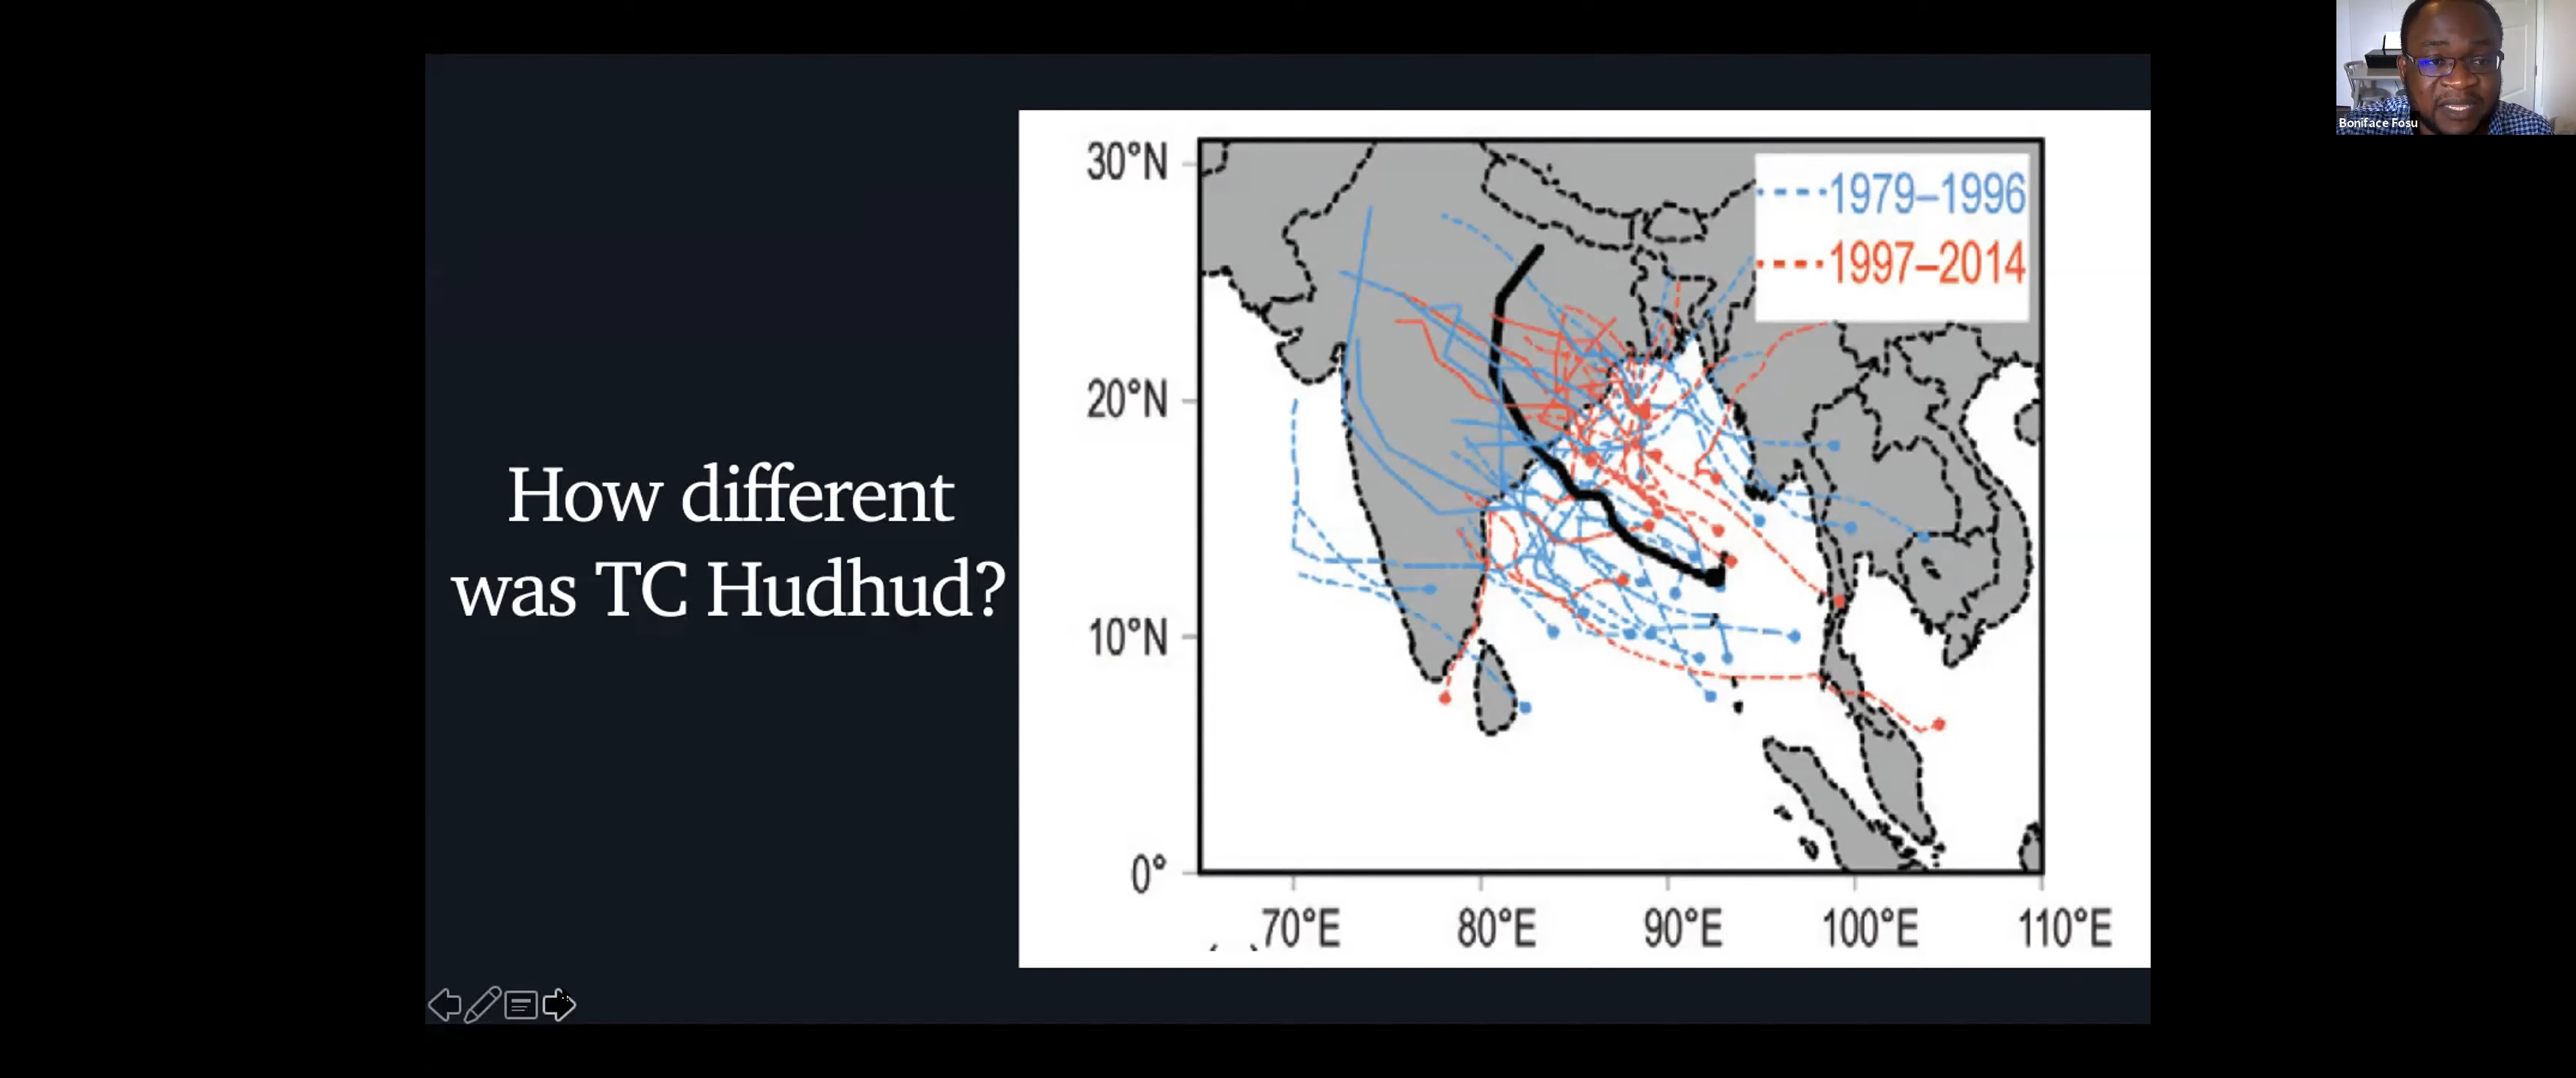 Boniface Fosu
How different
was TC Hudhud?
1979–1996
1997–2014
30°N
20°N
10°N
0°
70°E 80°E 90°E 100°E 110°E